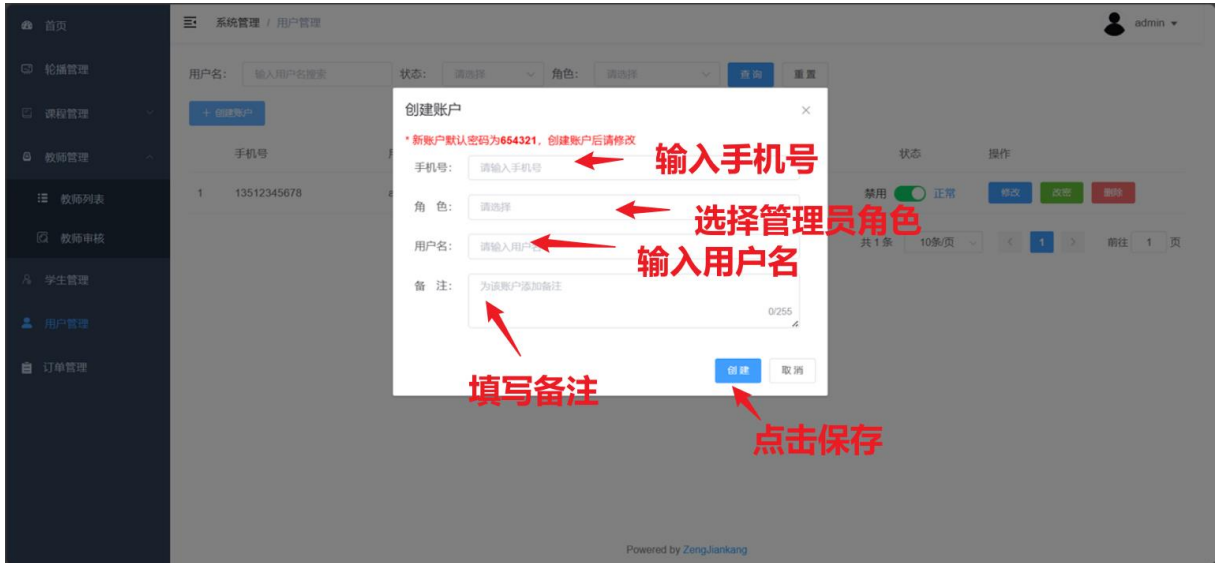 首页
系统管理 / 用户管理
admin
轮播管理
课程管理
教师管理
教师列表
教师审核
学生管理
用户管理
订单管理
用户名: 输入用户名搜索 状态: 请选择 角色: 请选择 查询 重置
+ 创建账户
手机号 状态 操作
1 13512345678 禁用 正常 修改 改密 删除
共 1 条 10条/页 < 1 > 前往 1 页
创建账户 ×
* 新账户默认密码为654321，创建账户后请修改
手机号: 请输入手机号
输入手机号
角 色: 请选择
选择管理员角色
用户名: 请输入用户名
输入用户名
备 注: 为该账户添加备注
0/255
填写备注
创建 取消
点击保存
Powered by ZengJiankang